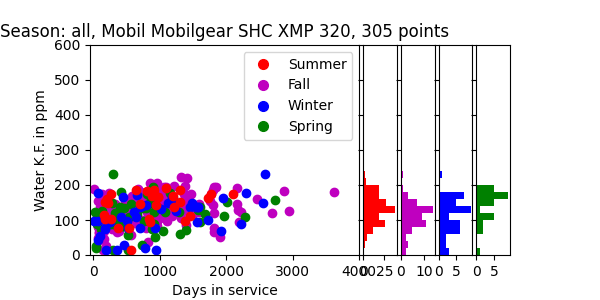 Season: all, Mobil Mobilgear SHC XMP 320, 305 points
Water K.F. in ppm
600
500
400
300
200
100
0
Summer
Fall
Winter
Spring
0 1000 2000 3000 4000 0 25 0 10 0 5 0 5
Days in service